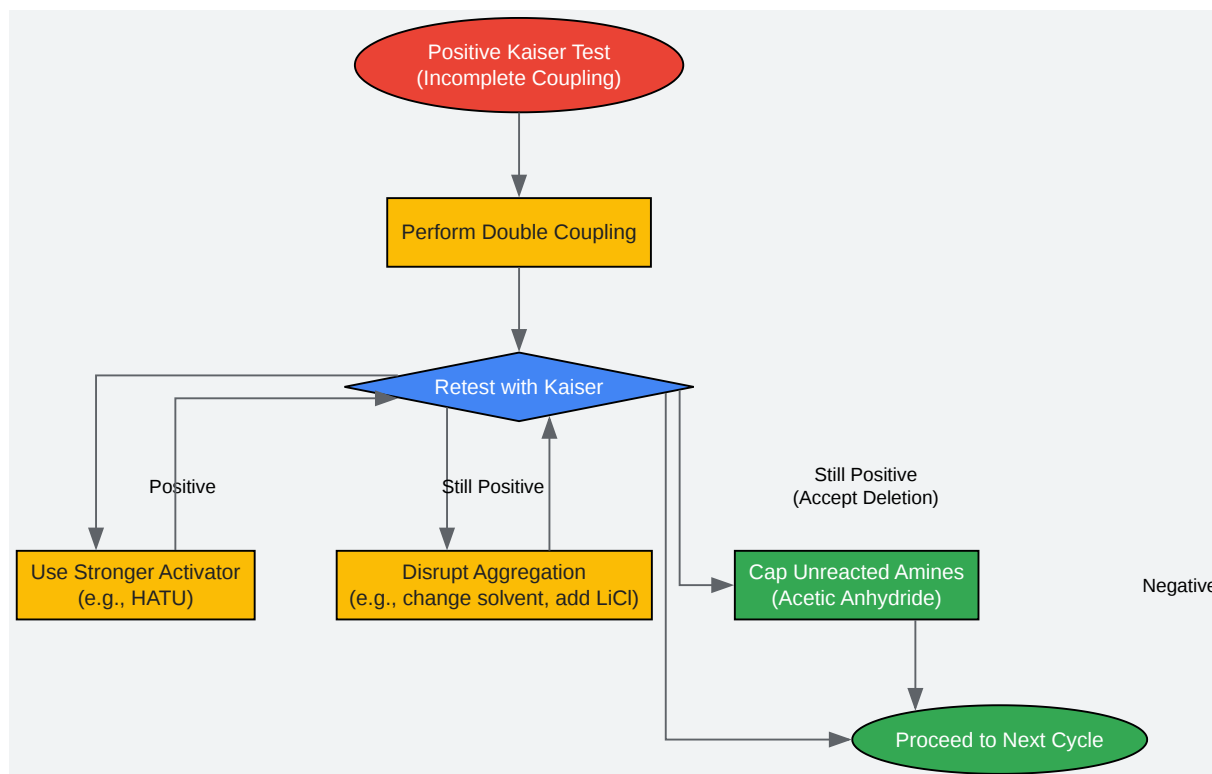 Positive Kaiser Test
(Incomplete Coupling)
Perform Double Coupling
Retest with Kaiser
Positive
Still Positive
Still Positive
(Accept Deletion)
Use Stronger Activator
(e.g., HATU)
Disrupt Aggregation
(e.g., change solvent, add LiCl)
Cap Unreacted Amines
(Acetic Anhydride)
Negative
Proceed to Next Cycle